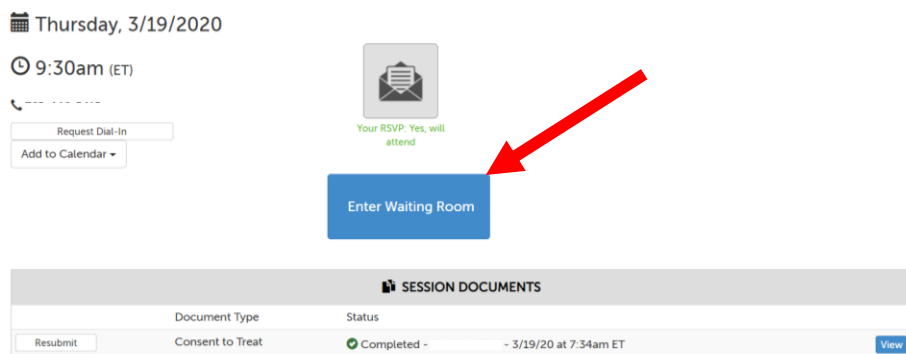 Thursday, 3/19/2020
9:30am (ET)
Request Dial-In
Add to Calendar
Your RSVP: Yes, will
attend
Enter Waiting Room
SESSION DOCUMENTS
Document Type Status
Resubmit Consent to Treat Completed - - 3/19/20 at 7:34am ET View